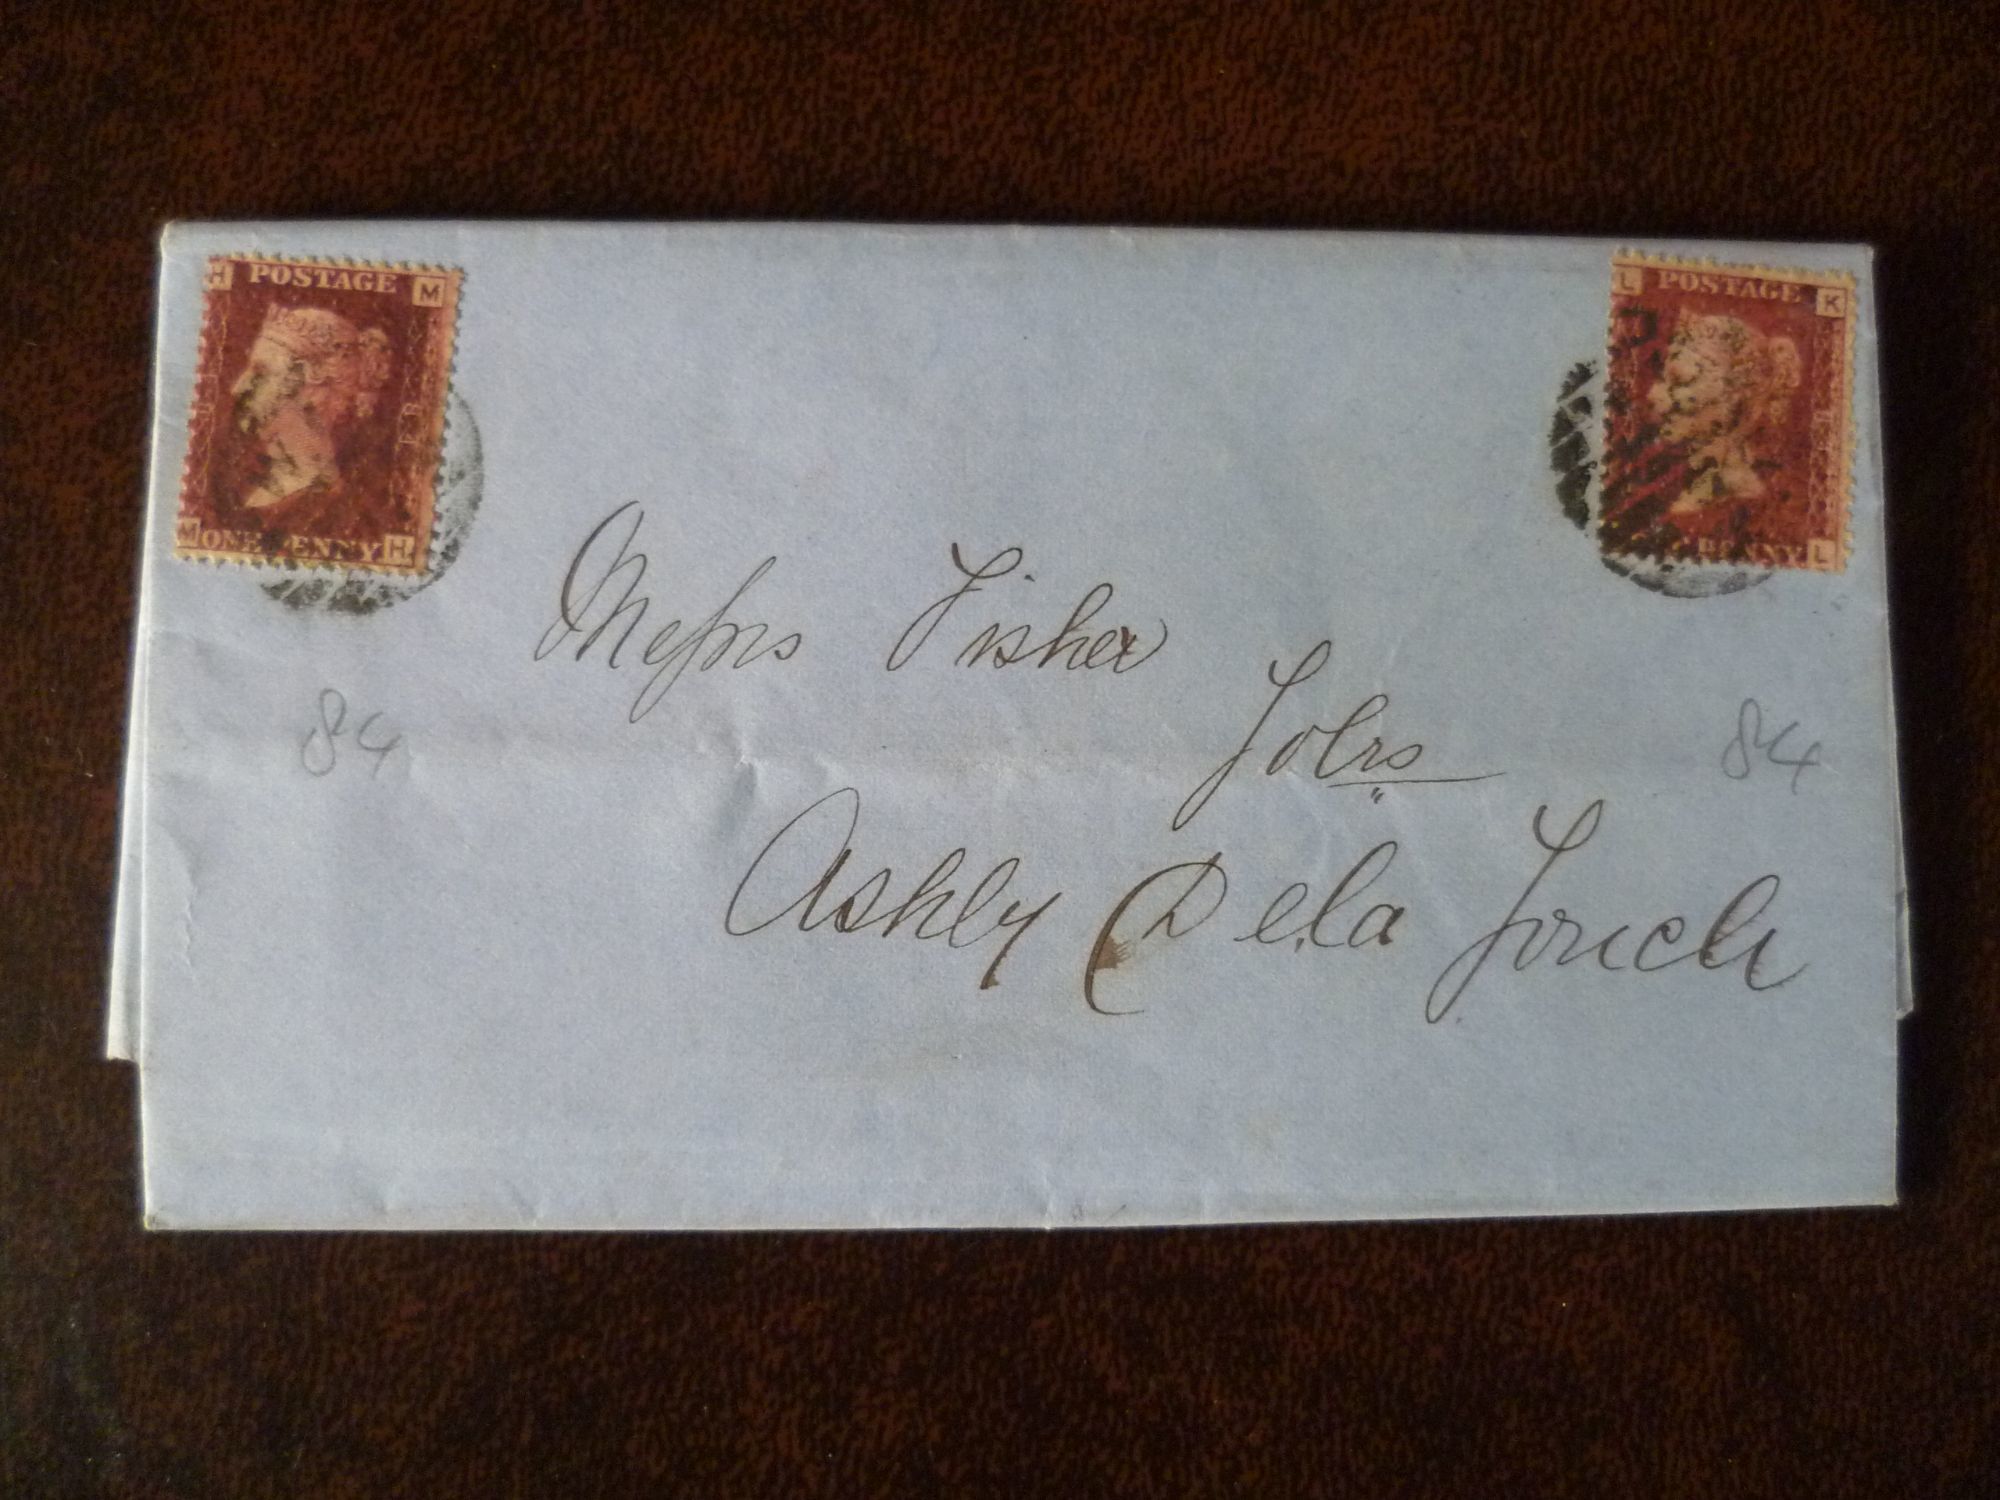 H POSTAGE M
M ONE PENNY H
L POSTAGE K
PENNY L
Messrs Fisher
Solrs
84
84
Ashby De la Zouch